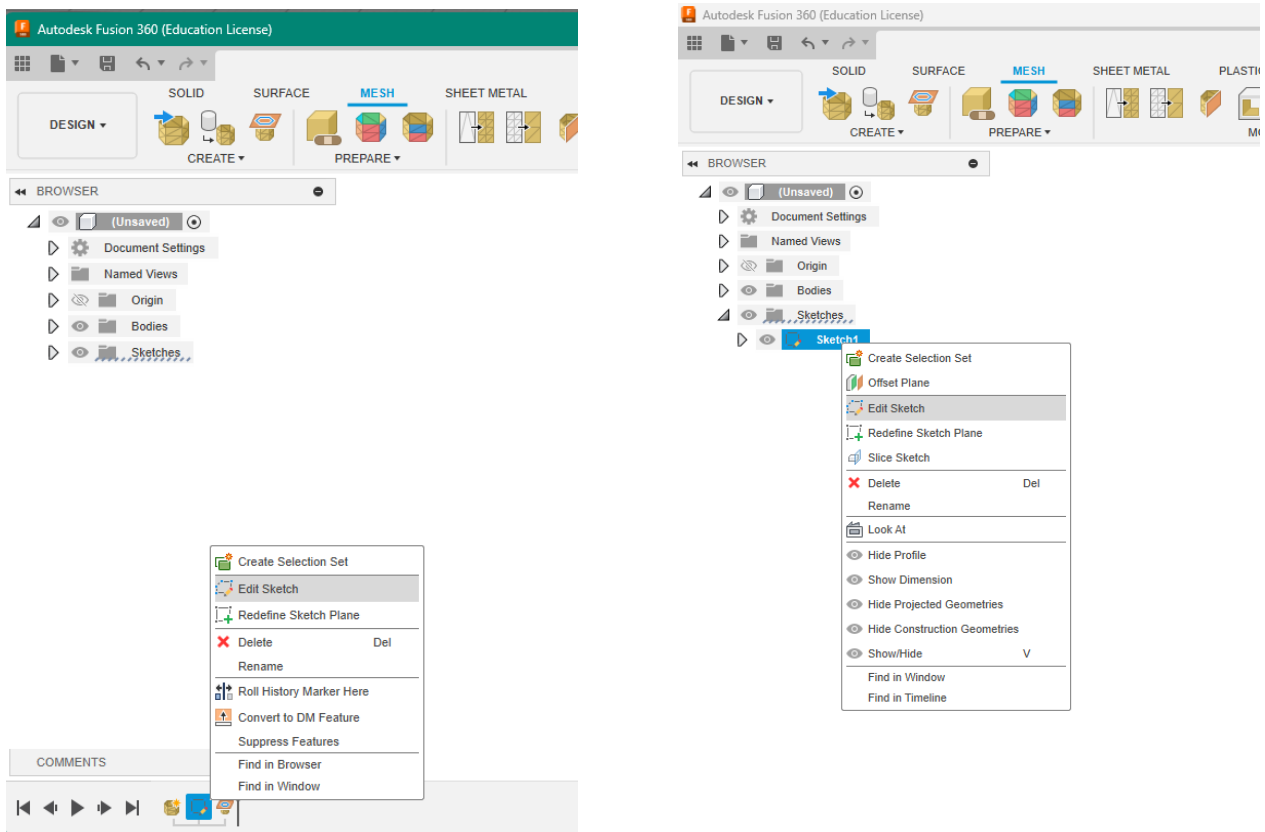 Autodesk Fusion 360 (Education License)
SOLID SURFACE MESH SHEET METAL
DESIGN
CREATE PREPARE
BROWSER
(Unsaved)
Document Settings
Named Views
Origin
Bodies
Sketches
Create Selection Set
Edit Sketch
Redefine Sketch Plane
Delete Del
Rename
Roll History Marker Here
Convert to DM Feature
Suppress Features
Find in Browser
Find in Window
COMMENTS
Autodesk Fusion 360 (Education License)
SOLID SURFACE MESH SHEET METAL PLASTI
DESIGN
CREATE PREPARE M
BROWSER
(Unsaved)
Document Settings
Named Views
Origin
Bodies
Sketches
Sketch1
Create Selection Set
Offset Plane
Edit Sketch
Redefine Sketch Plane
Slice Sketch
Delete Del
Rename
Look At
Hide Profile
Show Dimension
Hide Projected Geometries
Hide Construction Geometries
Show/Hide V
Find in Window
Find in Timeline